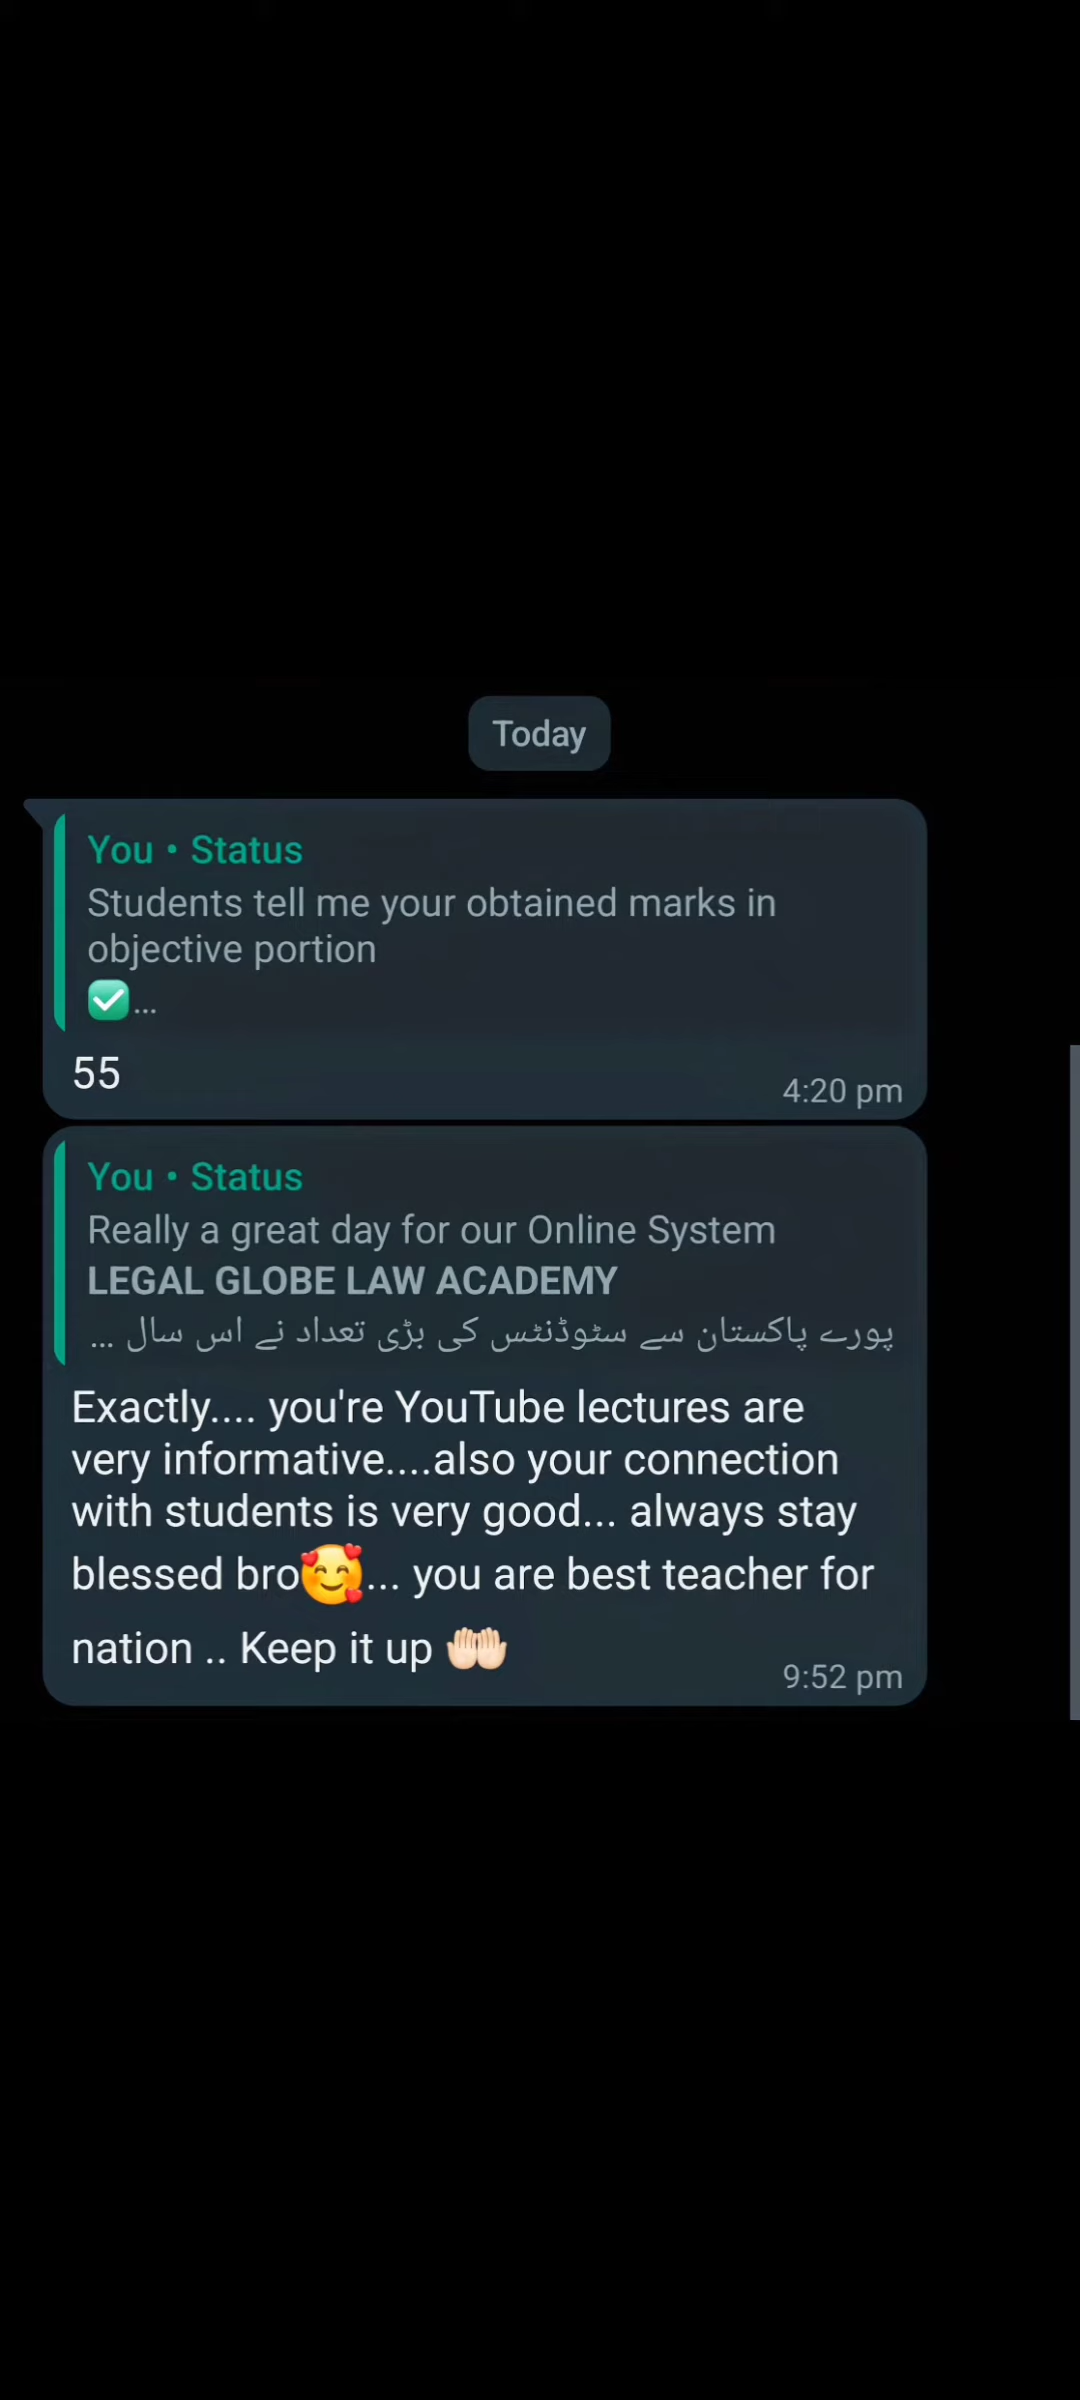 Today
You • Status
Students tell me your obtained marks in
objective portion
✅...
55
4:20 pm
You • Status
Really a great day for our Online System
LEGAL GLOBE LAW ACADEMY
پورے پاکستان سے سٹوڈنٹس کی بڑی تعداد نے اس سال ...
Exactly.... you're YouTube lectures are
very informative....also your connection
with students is very good... always stay
blessed bro🥰... you are best teacher for
nation .. Keep it up 🤲🏻
9:52 pm